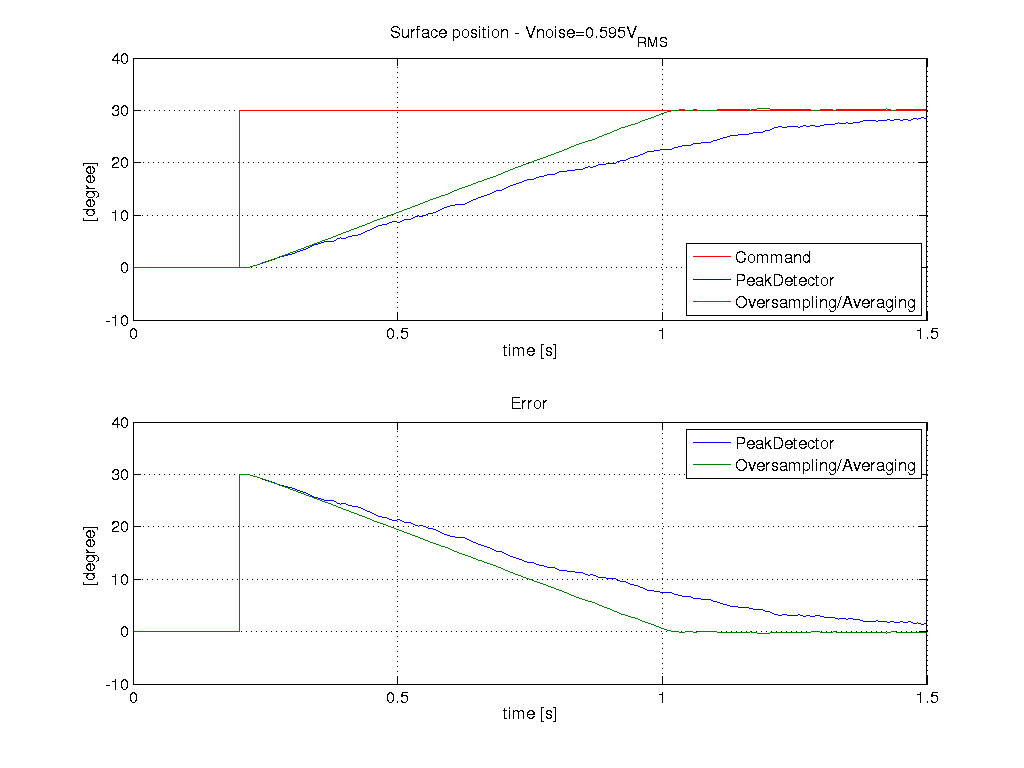 Surface position - Vnoise=0.595VRMS
40
30
20
10
0
-10
[degree]
0 0.5 1 1.5
time [s]
Command
PeakDetector
Oversampling/Averaging
Error
40
30
20
10
0
-10
[degree]
0 0.5 1 1.5
time [s]
PeakDetector
Oversampling/Averaging